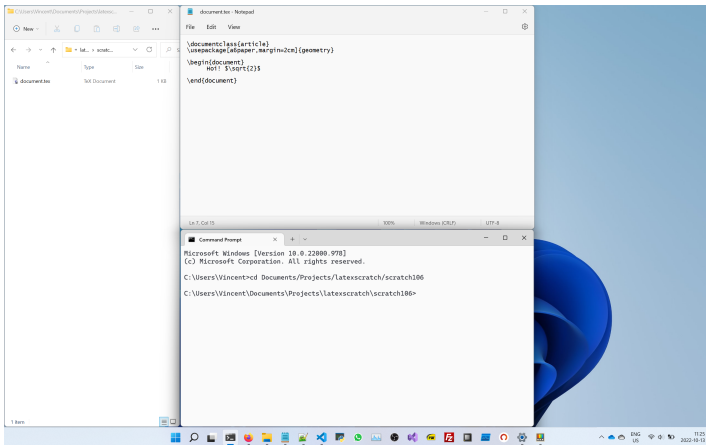 C:\Users\Vincent\Documents\Projects\latexsc...
New
lat... › scratc...
Name
Type
Size
document.tex
TeX Document
1 KB
1 item
document.tex - Notepad
File Edit View
\documentclass{article}
\usepackage[a6paper,margin=2cm]{geometry}
\begin{document}
Hoi! $\sqrt{2}$
\end{document}
Ln 7, Col 15
100%
Windows (CRLF)
UTF-8
Command Prompt
Microsoft Windows [Version 10.0.22000.978]
(c) Microsoft Corporation. All rights reserved.
C:\Users\Vincent>cd Documents/Projects/latexscratch/scratch106
C:\Users\Vincent\Documents\Projects\latexscratch\scratch106>
ENG
US
11:25
2022-10-13